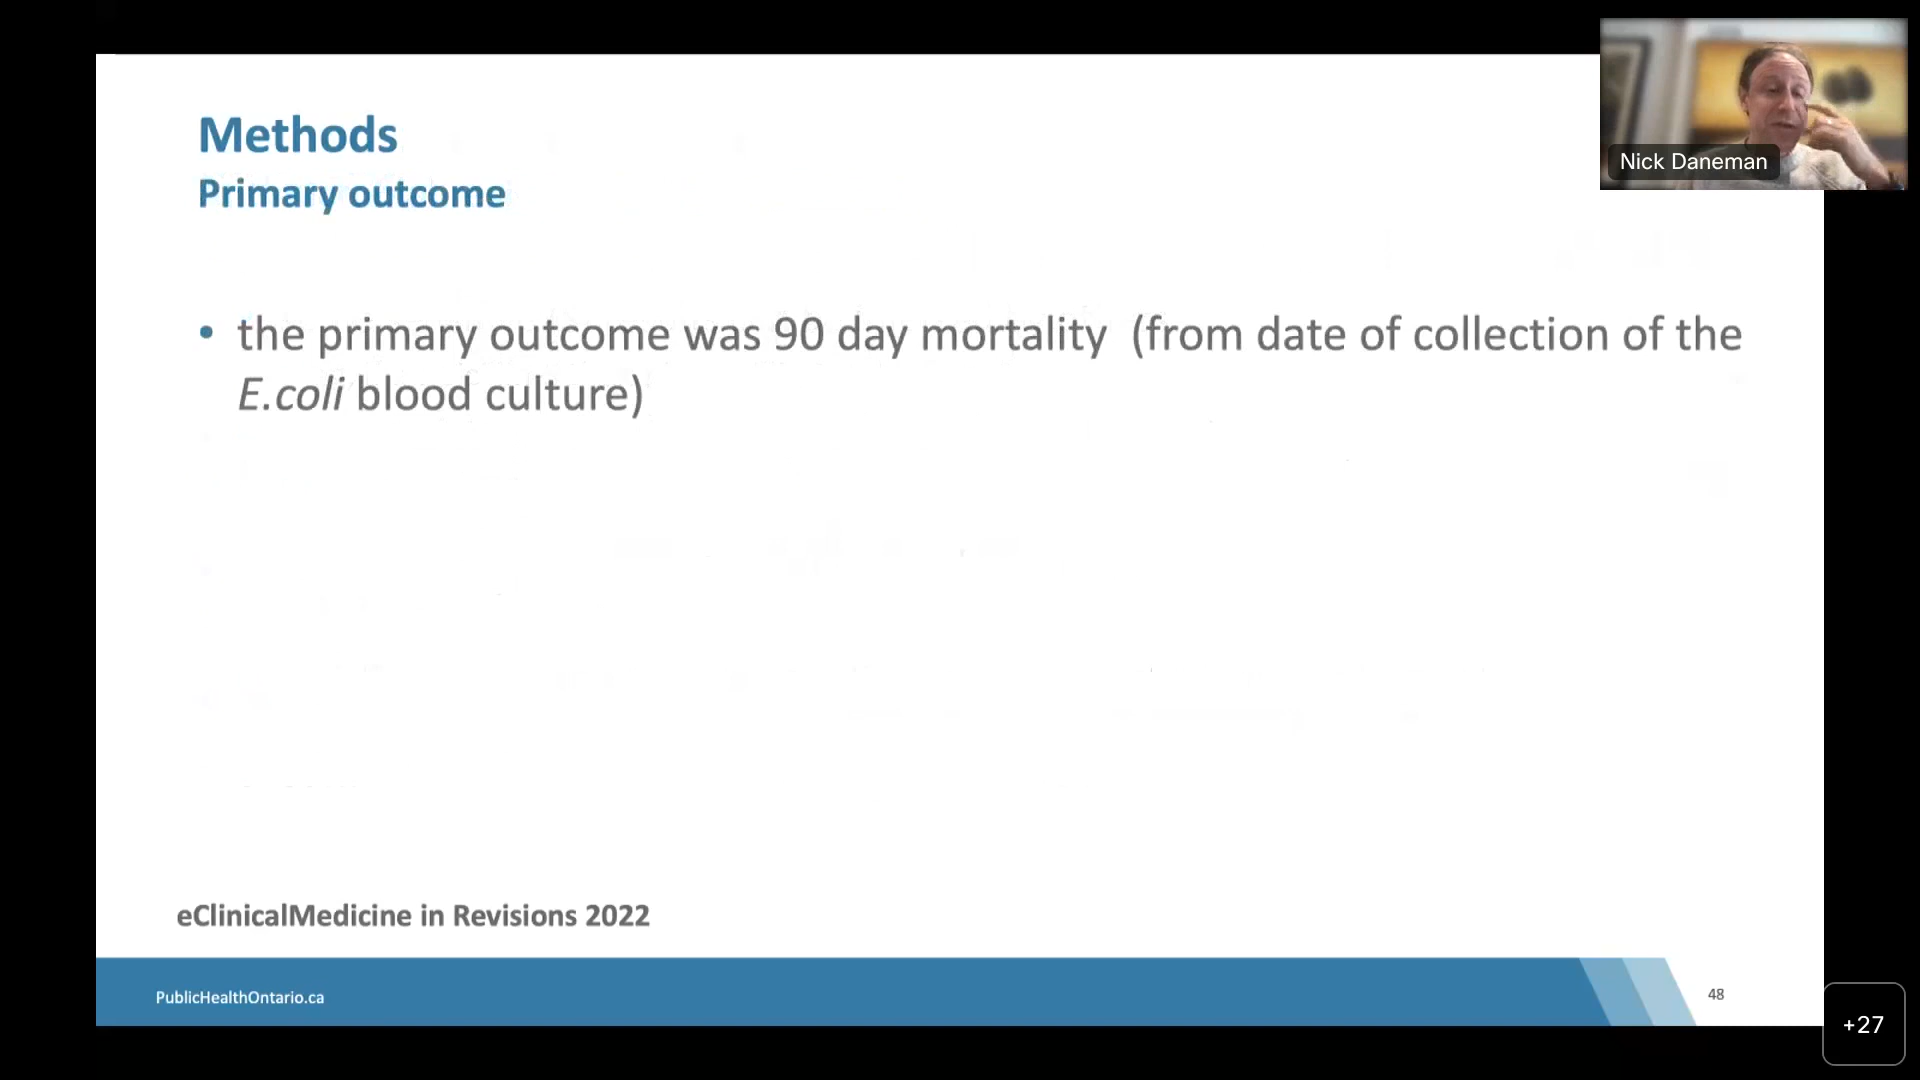 Methods
Primary outcome
• the primary outcome was 90 day mortality (from date of collection of the
E.coli blood culture)
eClinicalMedicine in Revisions 2022
PublicHealthOntario.ca
48
Nick Daneman
+27